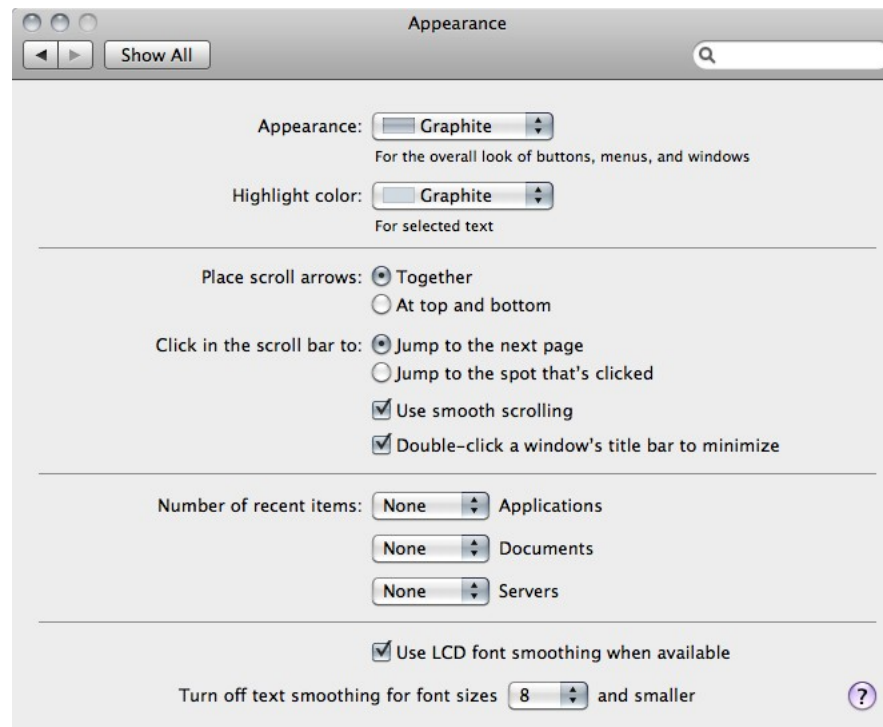 Appearance
Show All
Appearance: Graphite
For the overall look of buttons, menus, and windows
Highlight color: Graphite
For selected text
Place scroll arrows: Together
At top and bottom
Click in the scroll bar to: Jump to the next page
Jump to the spot that's clicked
Use smooth scrolling
Double-click a window's title bar to minimize
Number of recent items: None Applications
None Documents
None Servers
Use LCD font smoothing when available
Turn off text smoothing for font sizes 8 and smaller ?